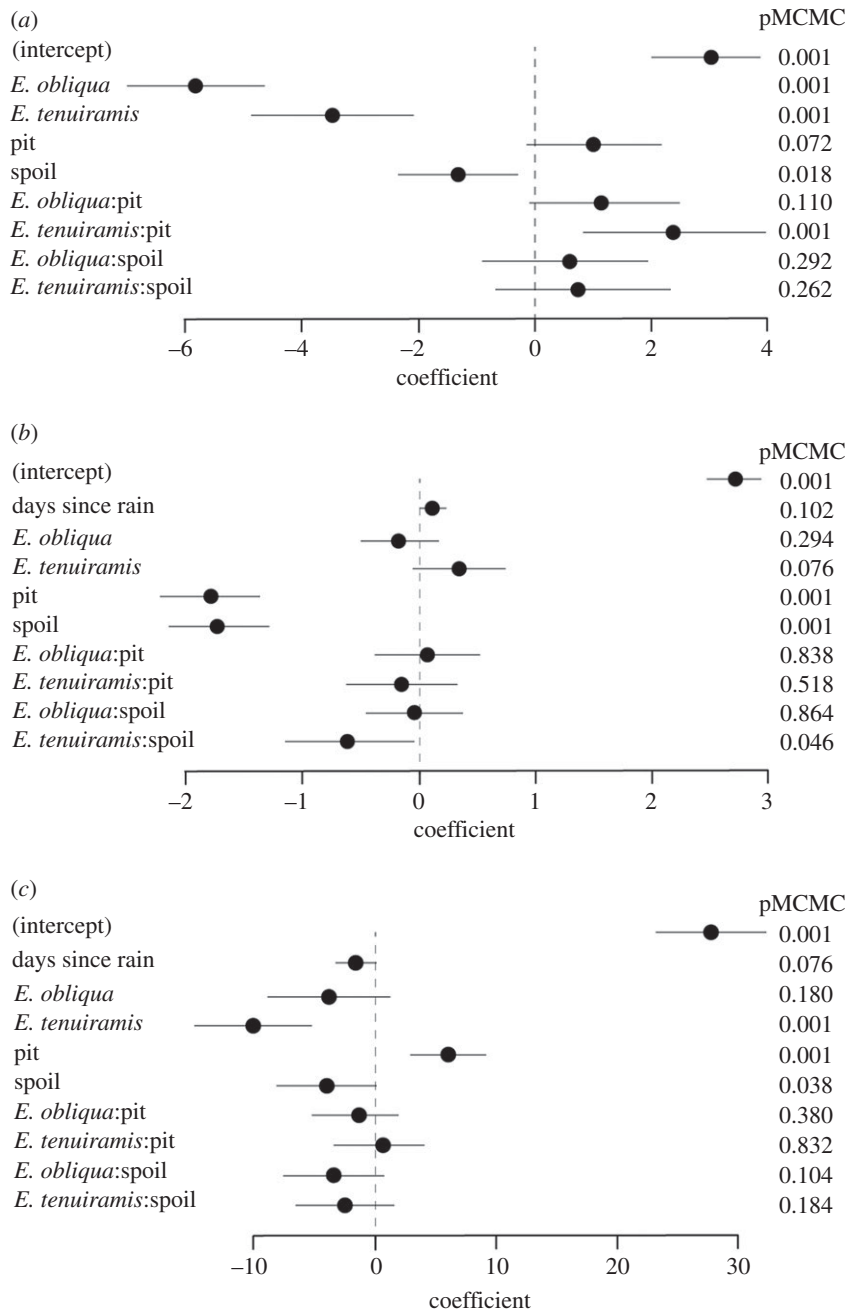 (a)
pMCMC
(intercept) 0.001
E. obliqua 0.001
E. tenuiramis 0.001
pit 0.072
spoil 0.018
E. obliqua:pit 0.110
E. tenuiramis:pit 0.001
E. obliqua:spoil 0.292
E. tenuiramis:spoil 0.262
–6 –4 –2 0 2 4
coefficient
(b)
pMCMC
(intercept) 0.001
days since rain 0.102
E. obliqua 0.294
E. tenuiramis 0.076
pit 0.001
spoil 0.001
E. obliqua:pit 0.838
E. tenuiramis:pit 0.518
E. obliqua:spoil 0.864
E. tenuiramis:spoil 0.046
–2 –1 0 1 2 3
coefficient
(c)
pMCMC
(intercept) 0.001
days since rain 0.076
E. obliqua 0.180
E. tenuiramis 0.001
pit 0.001
spoil 0.038
E. obliqua:pit 0.380
E. tenuiramis:pit 0.832
E. obliqua:spoil 0.104
E. tenuiramis:spoil 0.184
–10 0 10 20 30
coefficient